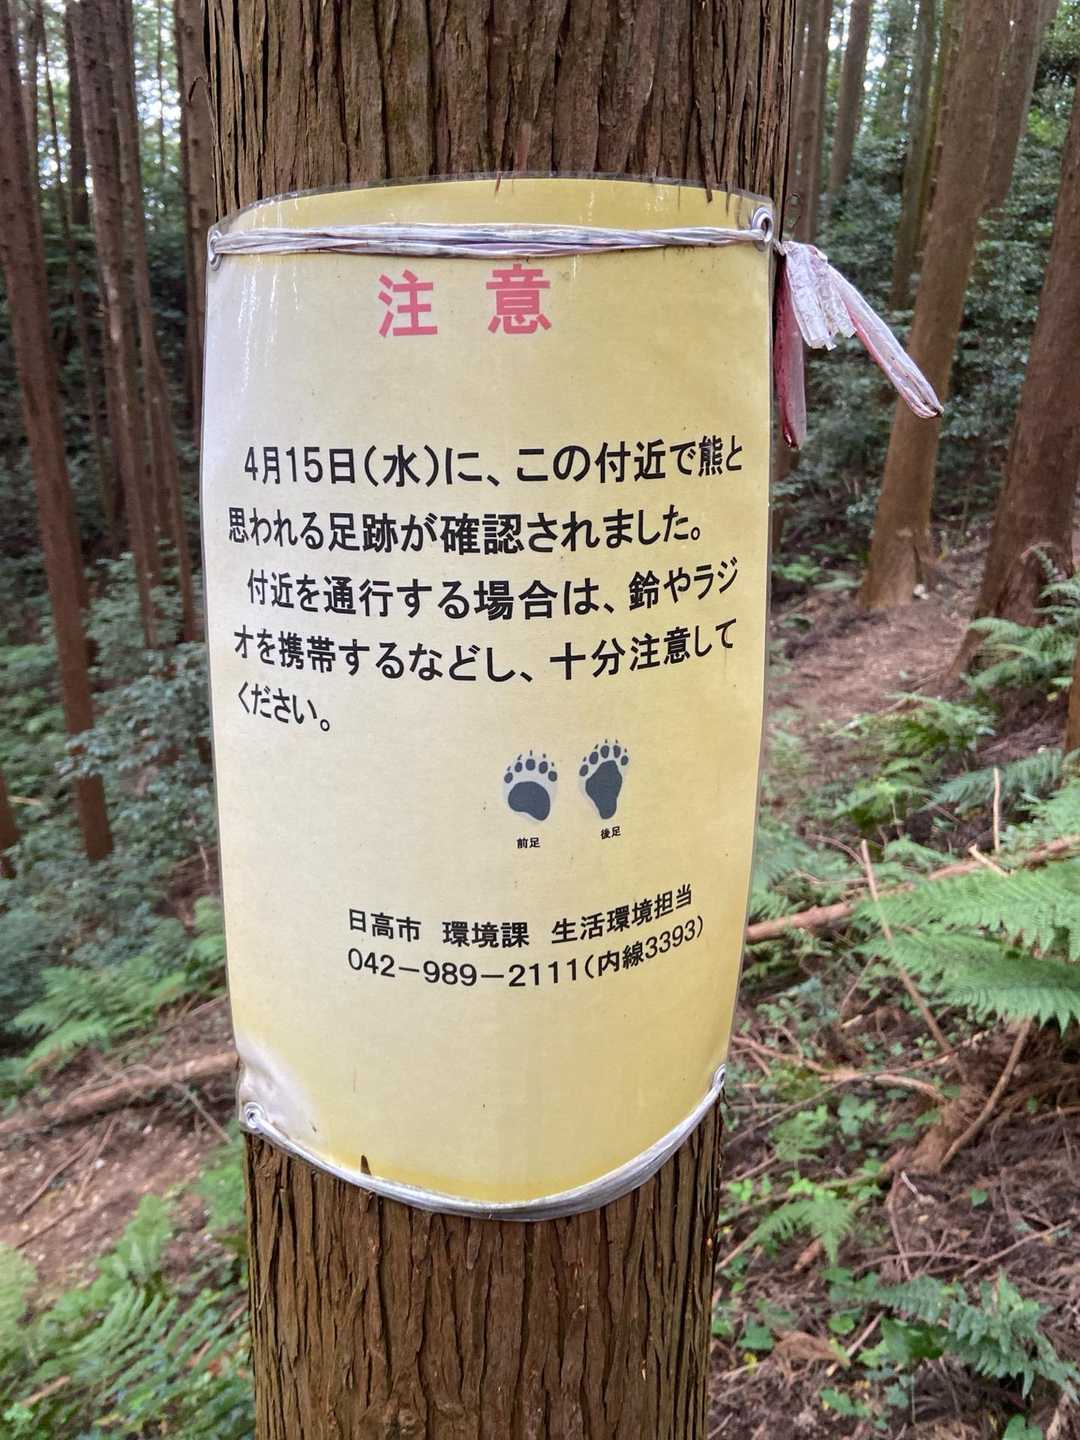 注 意
4月15日(水)に、この付近で熊と
思われる足跡が確認されました。
付近を通行する場合は、鈴やラジ
オを携帯するなどし、十分注意して
ください。
前足 後足
日高市 環境課 生活環境担当
042-989-2111(内線3393)